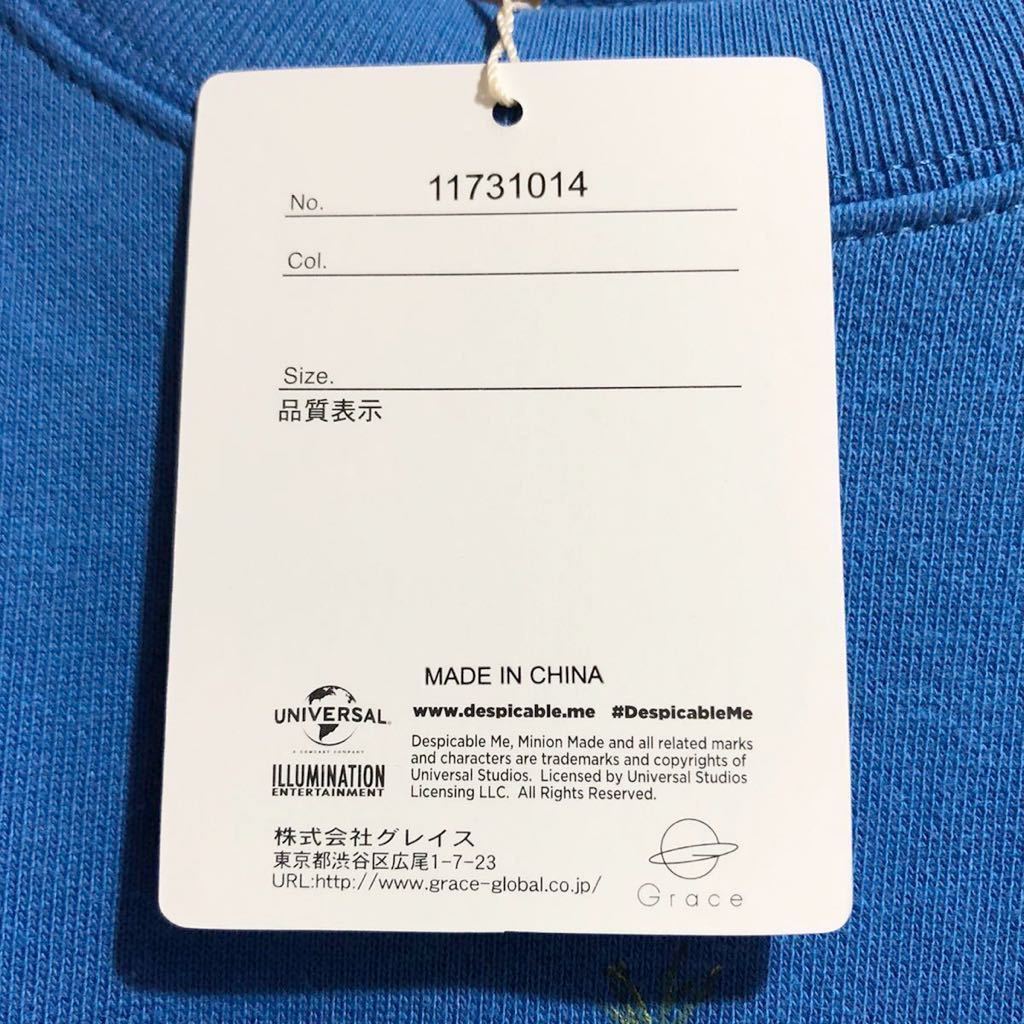 No. 11731014
Col.
Size.
品質表示
MADE IN CHINA
UNIVERSAL
A COMCAST COMPANY
ILLUMINATION
ENTERTAINMENT
www.despicable.me #DespicableMe
Despicable Me, Minion Made and all related marks
and characters are trademarks and copyrights of
Universal Studios. Licensed by Universal Studios
Licensing LLC. All Rights Reserved.
株式会社グレイス
東京都渋谷区広尾1-7-23
URL:http://www.grace-global.co.jp/
Grace